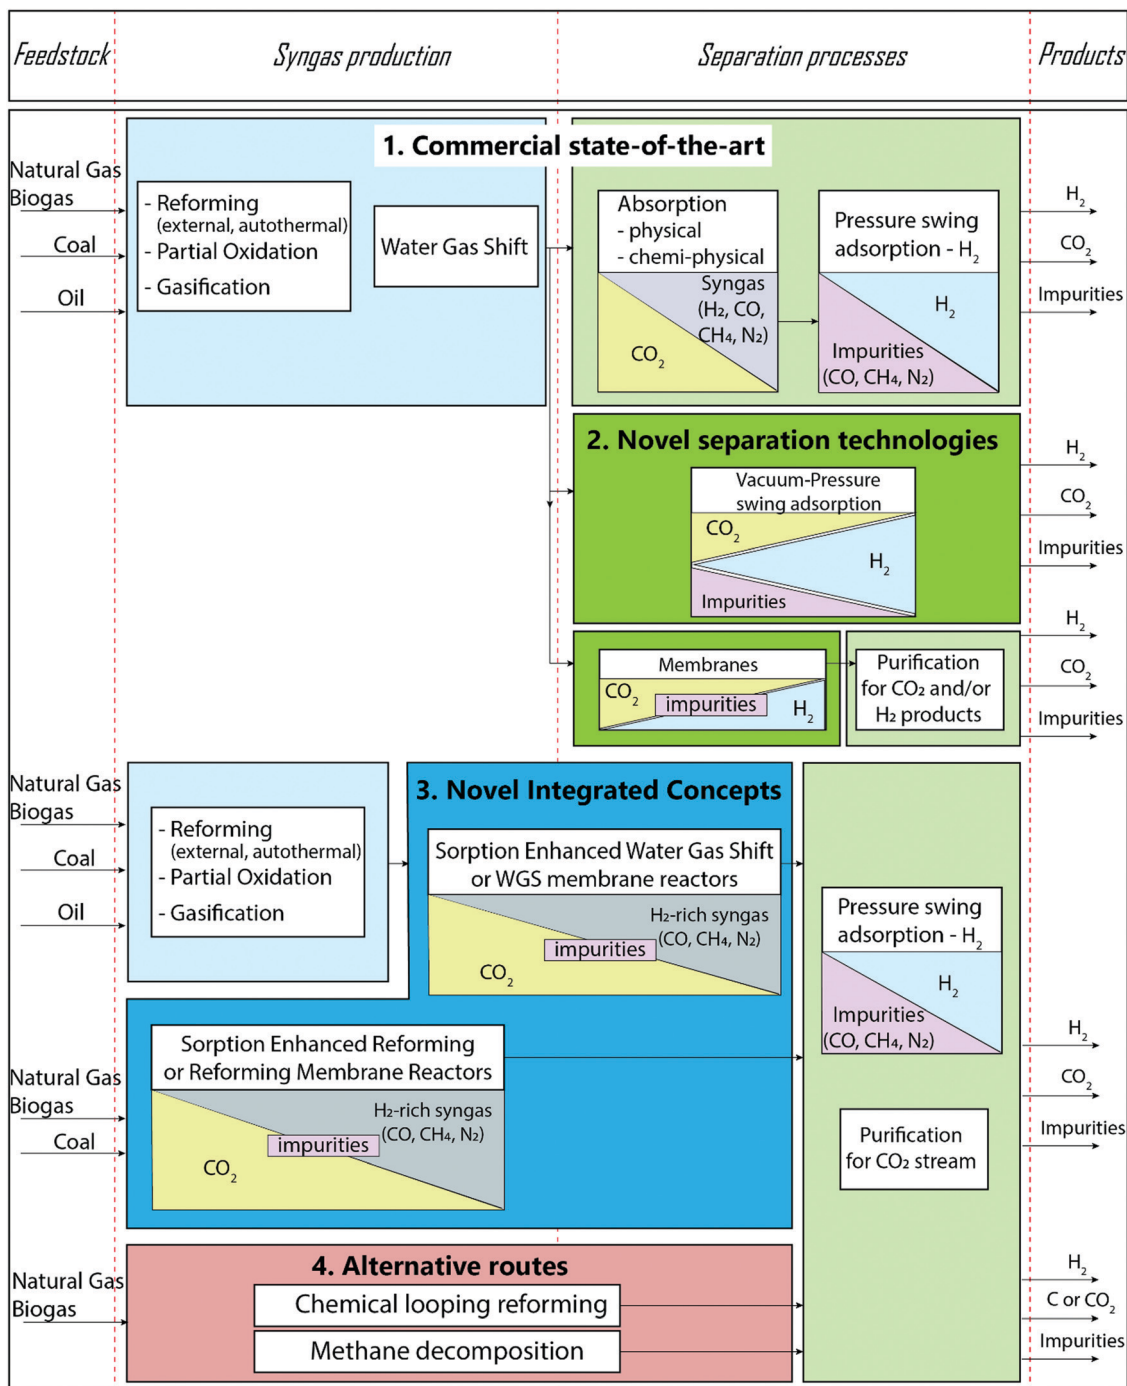 Feedstock
Syngas production
Separation processes
Products
1. Commercial state-of-the-art
Natural Gas
Biogas
Coal
Oil
- Reforming
(external, autothermal)
- Partial Oxidation
- Gasification
Water Gas Shift
Absorption
- physical
- chemi-physical
Syngas
(H₂, CO,
CH₄, N₂)
CO₂
Pressure swing
adsorption - H₂
H₂
Impurities
(CO, CH₄, N₂)
H₂
CO₂
Impurities
2. Novel separation technologies
Vacuum-Pressure
swing adsorption
CO₂
H₂
Impurities
H₂
CO₂
Impurities
Membranes
CO₂
impurities
H₂
Purification
for CO₂ and/or
H₂ products
H₂
CO₂
Impurities
3. Novel Integrated Concepts
Natural Gas
Biogas
Coal
Oil
- Reforming
(external, autothermal)
- Partial Oxidation
- Gasification
Sorption Enhanced Water Gas Shift
or WGS membrane reactors
H₂-rich syngas
(CO, CH₄, N₂)
impurities
CO₂
Pressure swing
adsorption - H₂
H₂
Impurities
(CO, CH₄, N₂)
Natural Gas
Biogas
Coal
Sorption Enhanced Reforming
or Reforming Membrane Reactors
H₂-rich syngas
(CO, CH₄, N₂)
impurities
CO₂
Purification
for CO₂ stream
H₂
CO₂
Impurities
4. Alternative routes
Natural Gas
Biogas
Chemical looping reforming
Methane decomposition
H₂
C or CO₂
Impurities